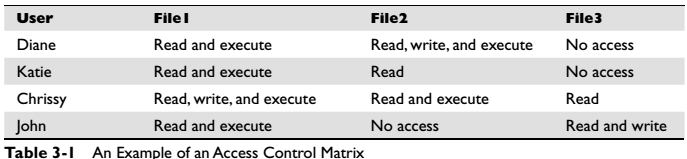 User File1 File2 File3
Diane Read and execute Read, write, and execute No access
Katie Read and execute Read No access
Chrissy Read, write, and execute Read and execute Read
John Read and execute No access Read and write
Table 3-1 An Example of an Access Control Matrix